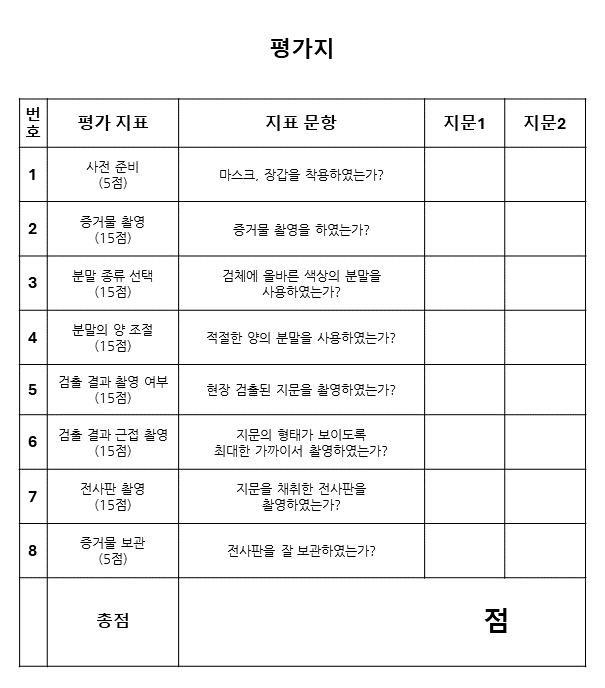 평가지
번호 평가 지표 지표 문항 지문1 지문2
1 사전 준비 (5점) 마스크, 장갑을 착용하였는가?
2 증거물 촬영 (15점) 증거물 촬영을 하였는가?
3 분말 종류 선택 (15점) 검체에 올바른 색상의 분말을 사용하였는가?
4 분말의 양 조절 (15점) 적절한 양의 분말을 사용하였는가?
5 검출 결과 촬영 여부 (15점) 현장 검출된 지문을 촬영하였는가?
6 검출 결과 근접 촬영 (15점) 지문의 형태가 보이도록 최대한 가까이서 촬영하였는가?
7 전사판 촬영 (15점) 지문을 채취한 전사판을 촬영하였는가?
8 증거물 보관 (5점) 전사판을 잘 보관하였는가?
총점 점